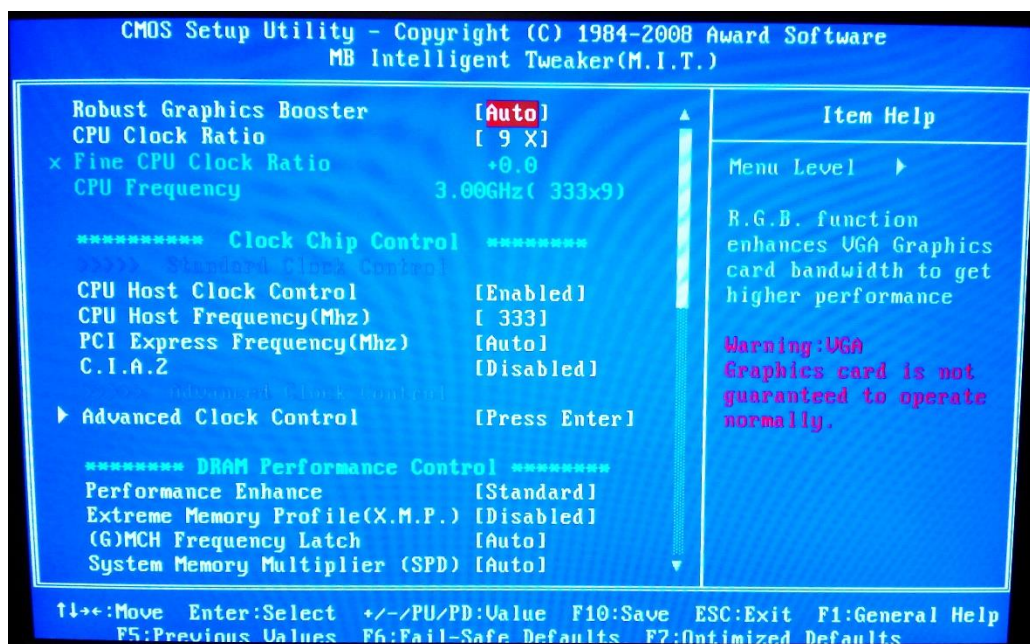 CMOS Setup Utility - Copyright (C) 1984-2008 Award Software
MB Intelligent Tweaker(M.I.T.)
Robust Graphics Booster [Auto]
CPU Clock Ratio [ 9 X]
x Fine CPU Clock Ratio +0.0
CPU Frequency 3.00GHz( 333x9)
********** Clock Chip Control ********
>>>>> Standard Clock Control
CPU Host Clock Control [Enabled]
CPU Host Frequency(Mhz) [ 333]
PCI Express Frequency(Mhz) [Auto]
C.I.A.2 [Disabled]
>>>>> Advanced Clock Control
Advanced Clock Control [Press Enter]
******** DRAM Performance Control ********
Performance Enhance [Standard]
Extreme Memory Profile(X.M.P.) [Disabled]
(G)MCH Frequency Latch [Auto]
System Memory Multiplier (SPD) [Auto]
Item Help
Menu Level
R.G.B. function
enhances VGA Graphics
card bandwidth to get
higher performance
Warning:VGA
Graphics card is not
guaranteed to operate
normally.
↑↓→←:Move Enter:Select +/-/PU/PD:Value F10:Save ESC:Exit F1:General Help
F5:Previous Values F6:Fail-Safe Defaults F7:Optimized Defaults